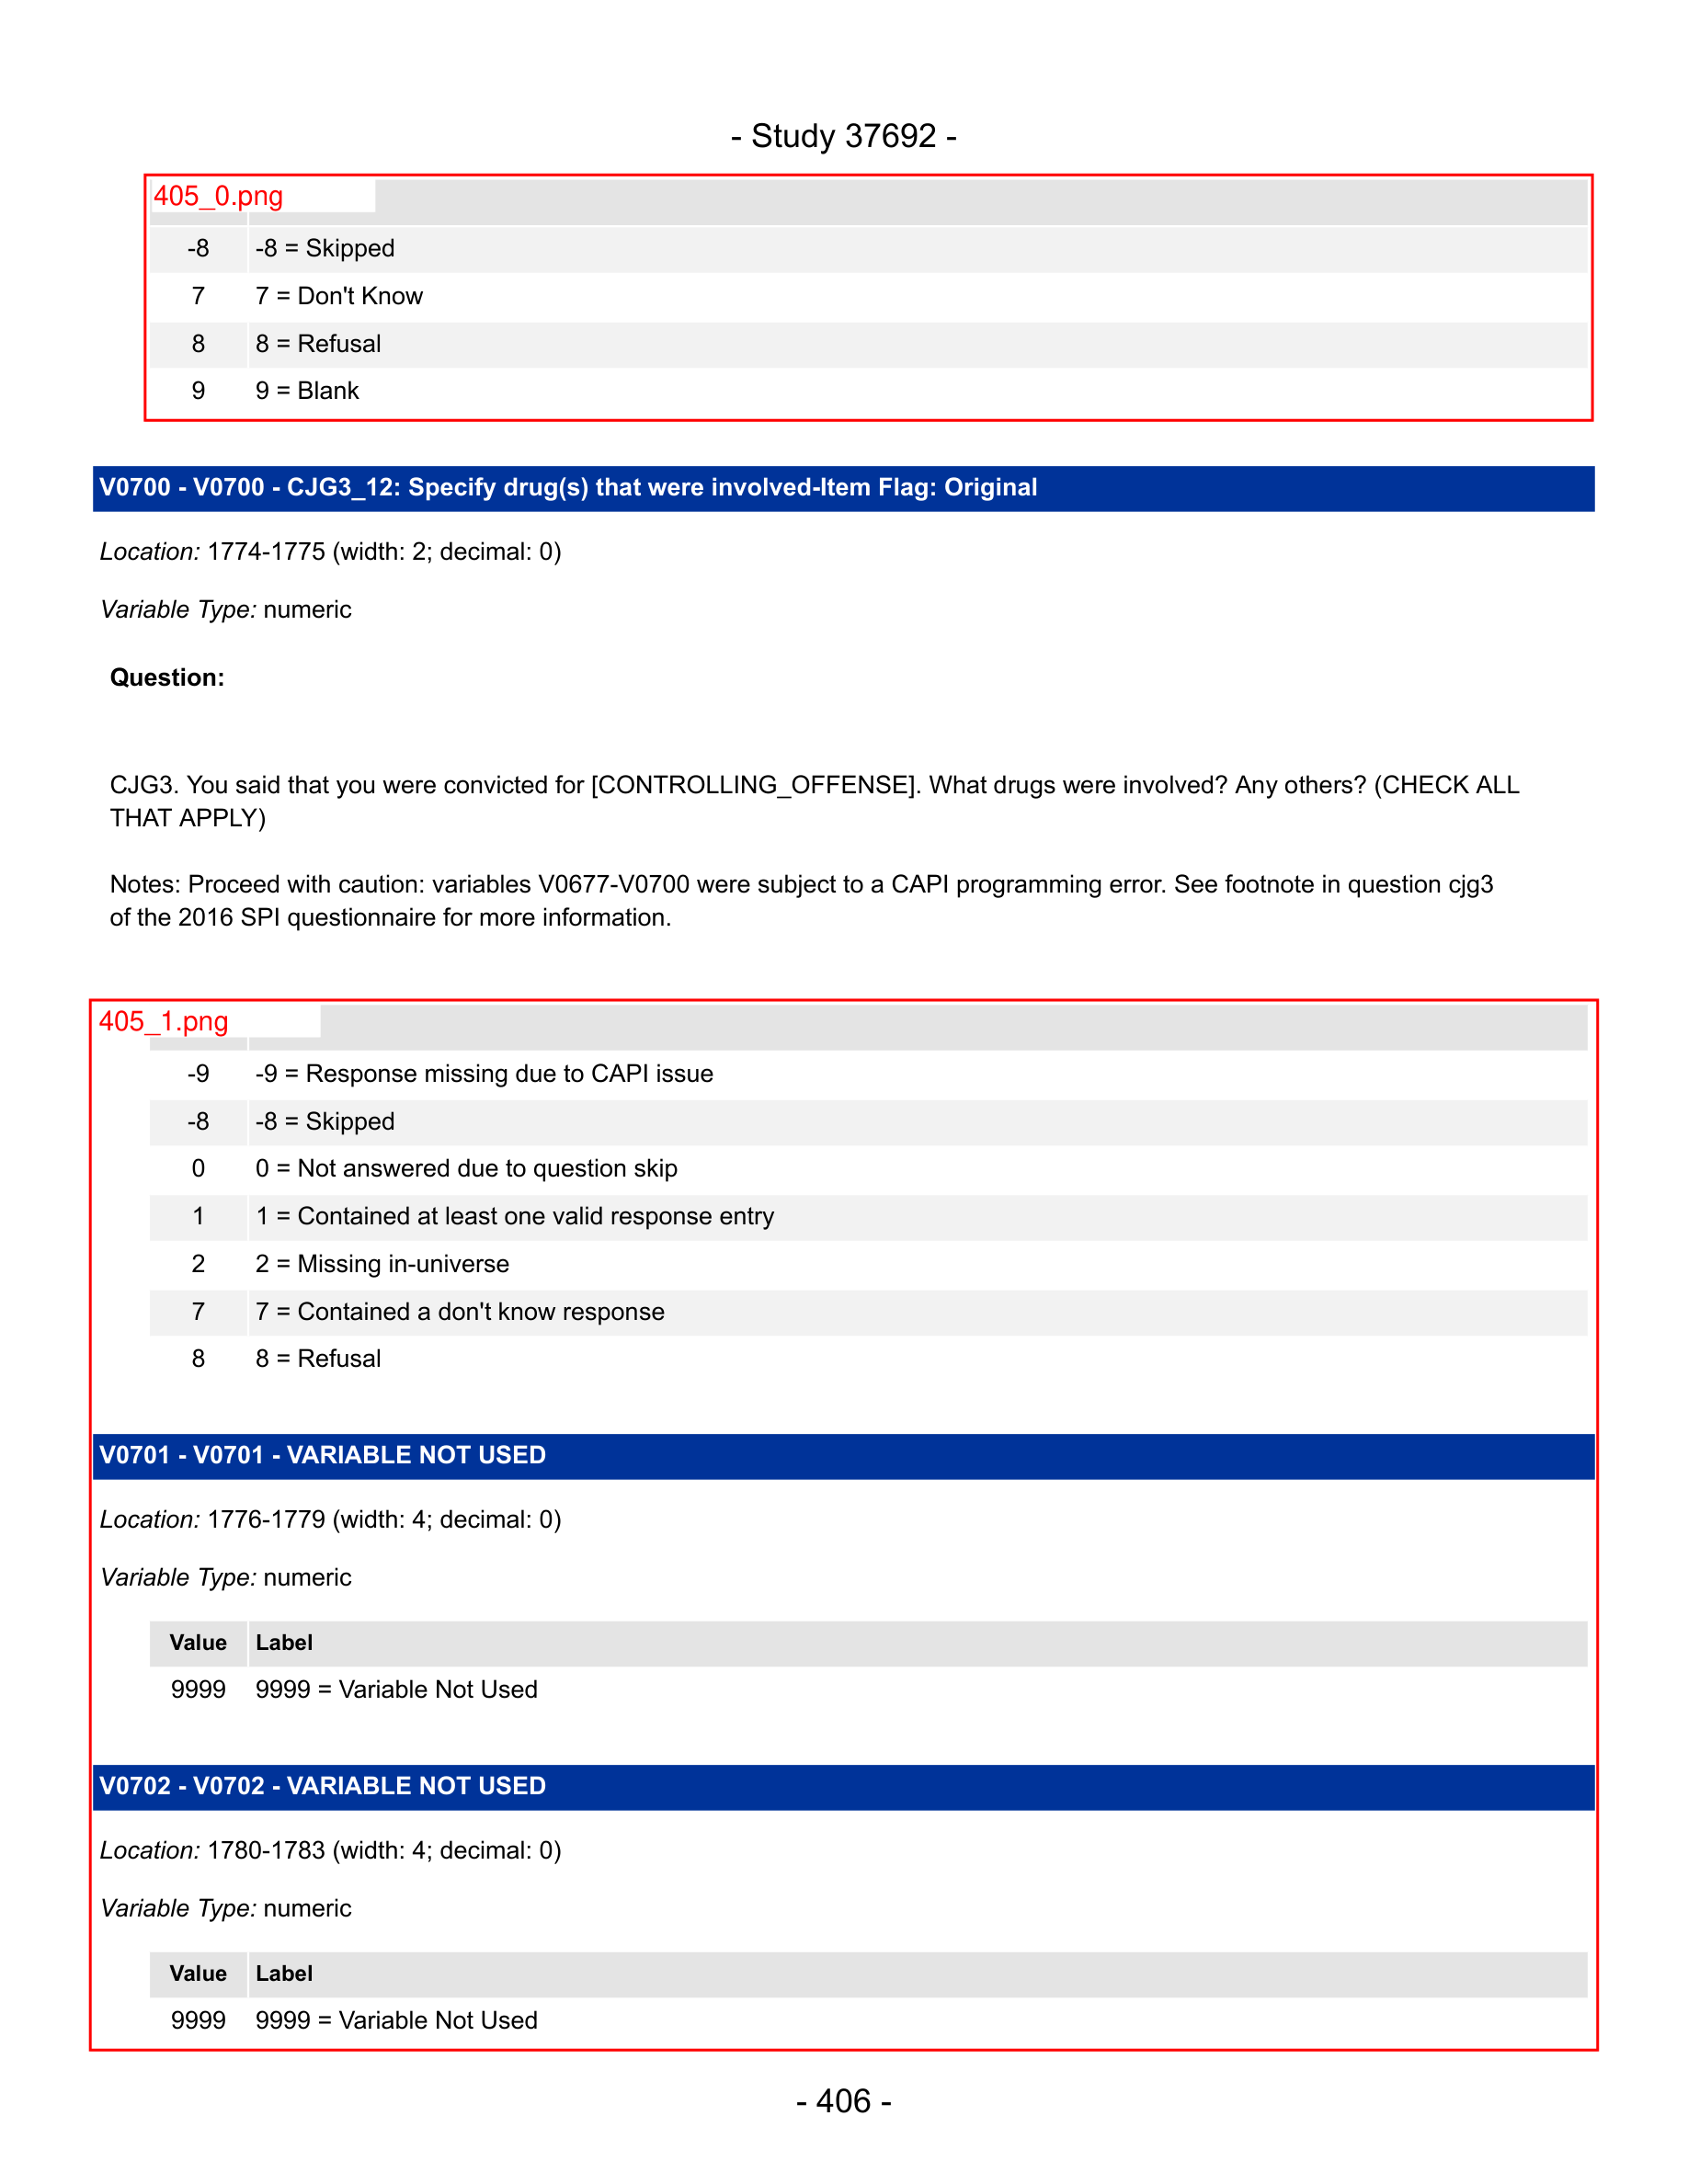 - Study 37692 -
405_0.png
-8 -8 = Skipped
7 7 = Don't Know
8 8 = Refusal
9 9 = Blank
V0700 - V0700 - CJG3_12: Specify drug(s) that were involved-Item Flag: Original
Location: 1774-1775 (width: 2; decimal: 0)
Variable Type: numeric
Question:
CJG3. You said that you were convicted for [CONTROLLING_OFFENSE]. What drugs were involved? Any others? (CHECK ALL
THAT APPLY)
Notes: Proceed with caution: variables V0677-V0700 were subject to a CAPI programming error. See footnote in question cjg3
of the 2016 SPI questionnaire for more information.
405_1.png
-9 -9 = Response missing due to CAPI issue
-8 -8 = Skipped
0 0 = Not answered due to question skip
1 1 = Contained at least one valid response entry
2 2 = Missing in-universe
7 7 = Contained a don't know response
8 8 = Refusal
V0701 - V0701 - VARIABLE NOT USED
Location: 1776-1779 (width: 4; decimal: 0)
Variable Type: numeric
Value Label
9999 9999 = Variable Not Used
V0702 - V0702 - VARIABLE NOT USED
Location: 1780-1783 (width: 4; decimal: 0)
Variable Type: numeric
Value Label
9999 9999 = Variable Not Used
- 406 -